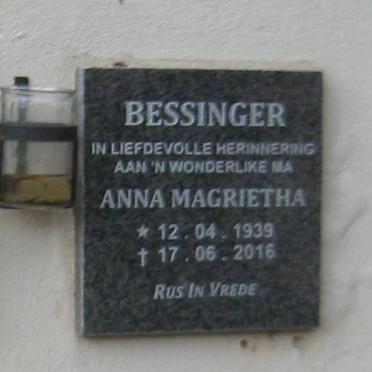 BESSINGER
IN LIEFDEVOLLE HERINNERING
AAN 'N WONDERLIKE MA
ANNA MAGRIETHA
★ 12 . 04 . 1939
† 17 . 06 . 2016
RUS IN VREDE